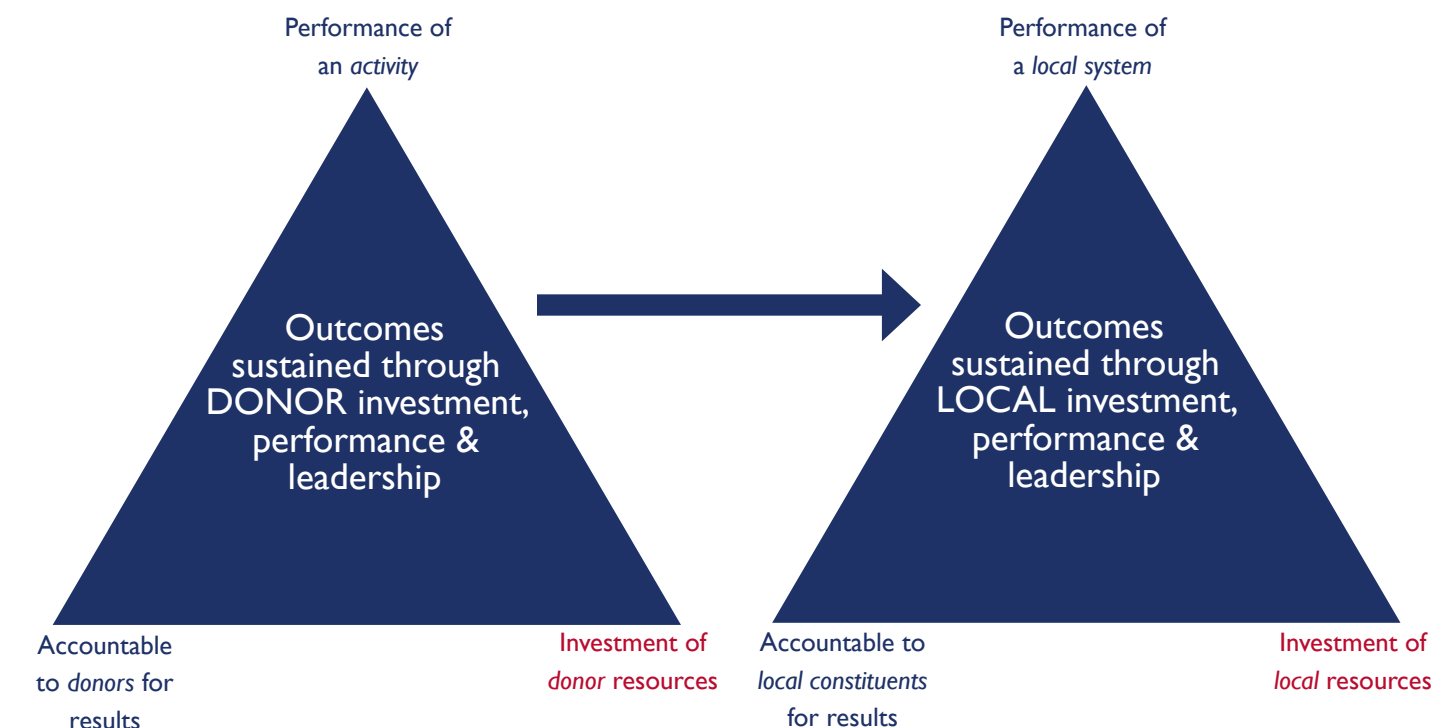 Performance of
an activity
Outcomes
sustained through
DONOR investment,
performance &
leadership
Accountable
to donors for
results
Investment of
donor resources
Performance of
a local system
Outcomes
sustained through
LOCAL investment,
performance &
leadership
Accountable to
local constituents
for results
Investment of
local resources